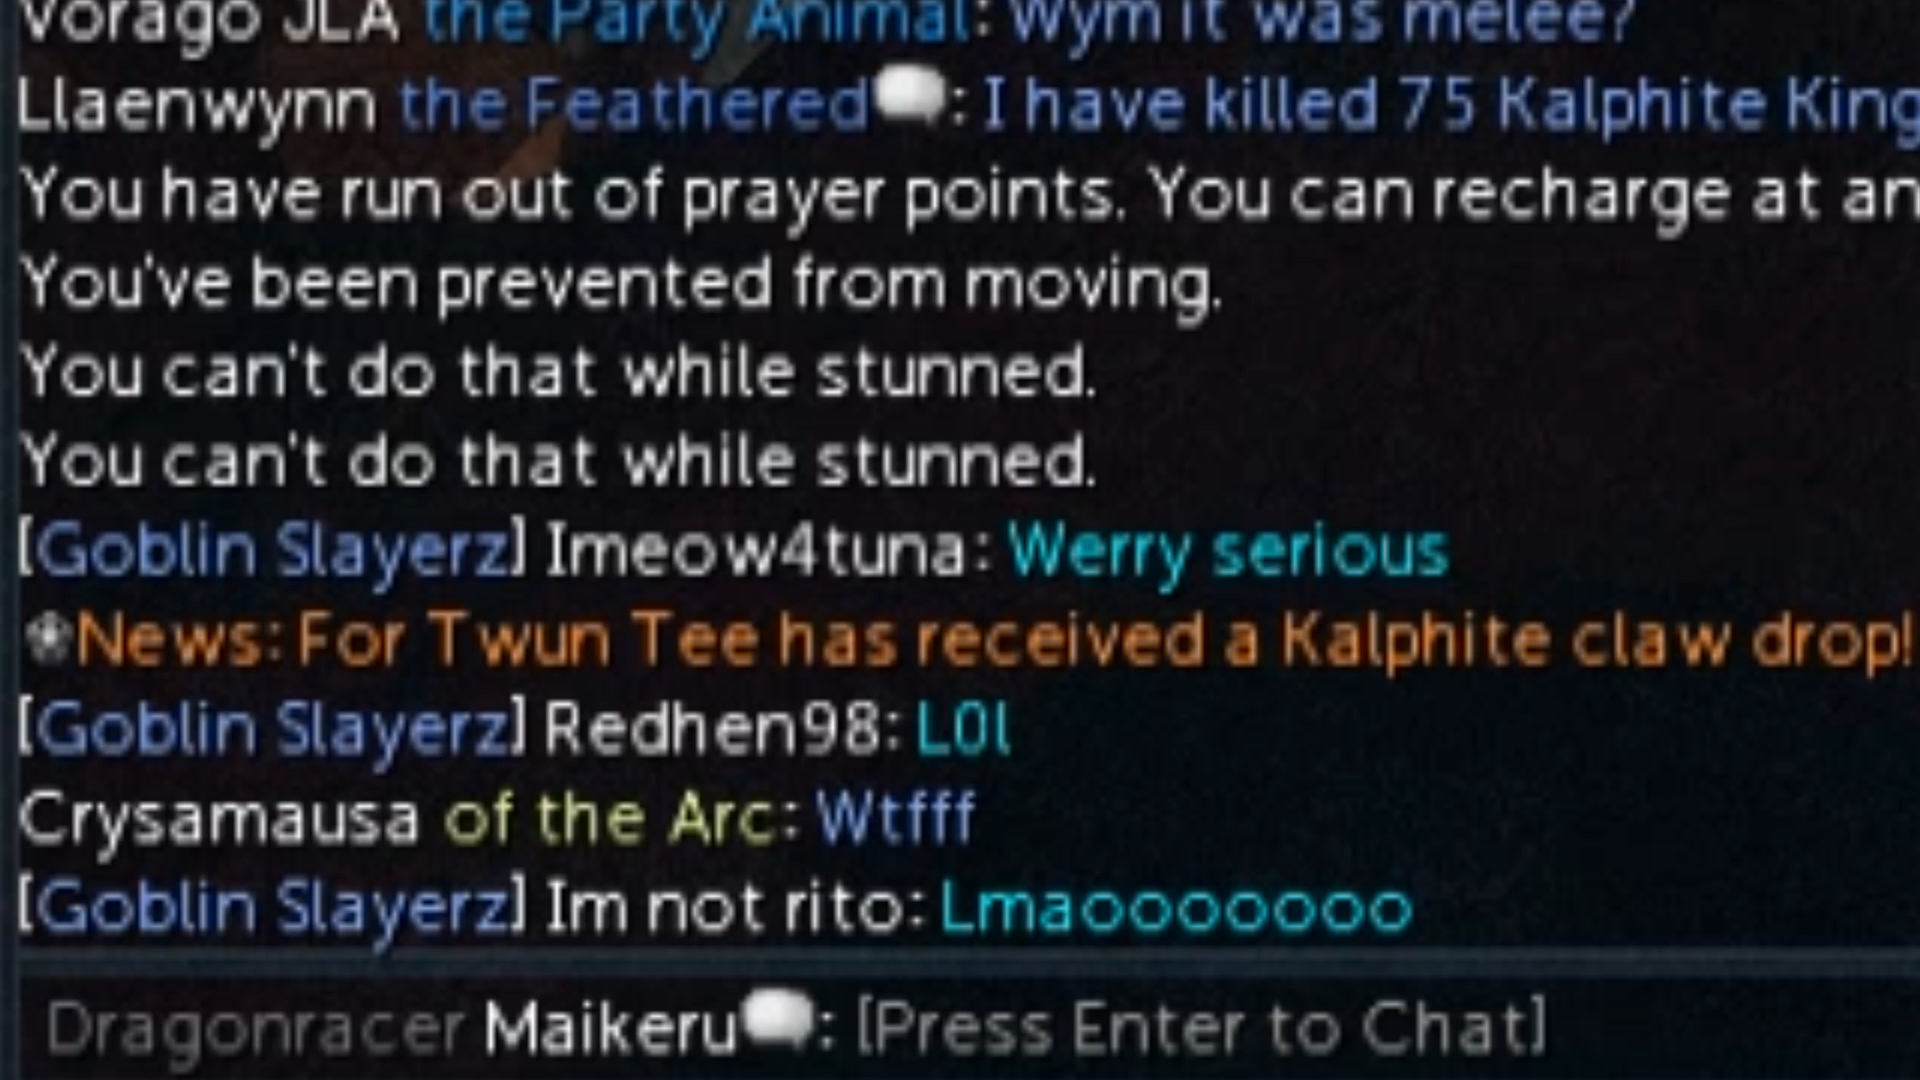 Vorago JLA the Party Animal: Wym it was melee?
Llaenwynn the Feathered: I have killed 75 Kalphite King
You have run out of prayer points. You can recharge at an
You've been prevented from moving.
You can't do that while stunned.
You can't do that while stunned.
[Goblin Slayerz] Imeow4tuna: Werry serious
News: For Twun Tee has received a Kalphite claw drop!
[Goblin Slayerz] Redhen98: L0l
Crysamausa of the Arc: Wtfff
[Goblin Slayerz] Im not rito: Lmaoooooooo
Dragonracer Maikeru: [Press Enter to Chat]